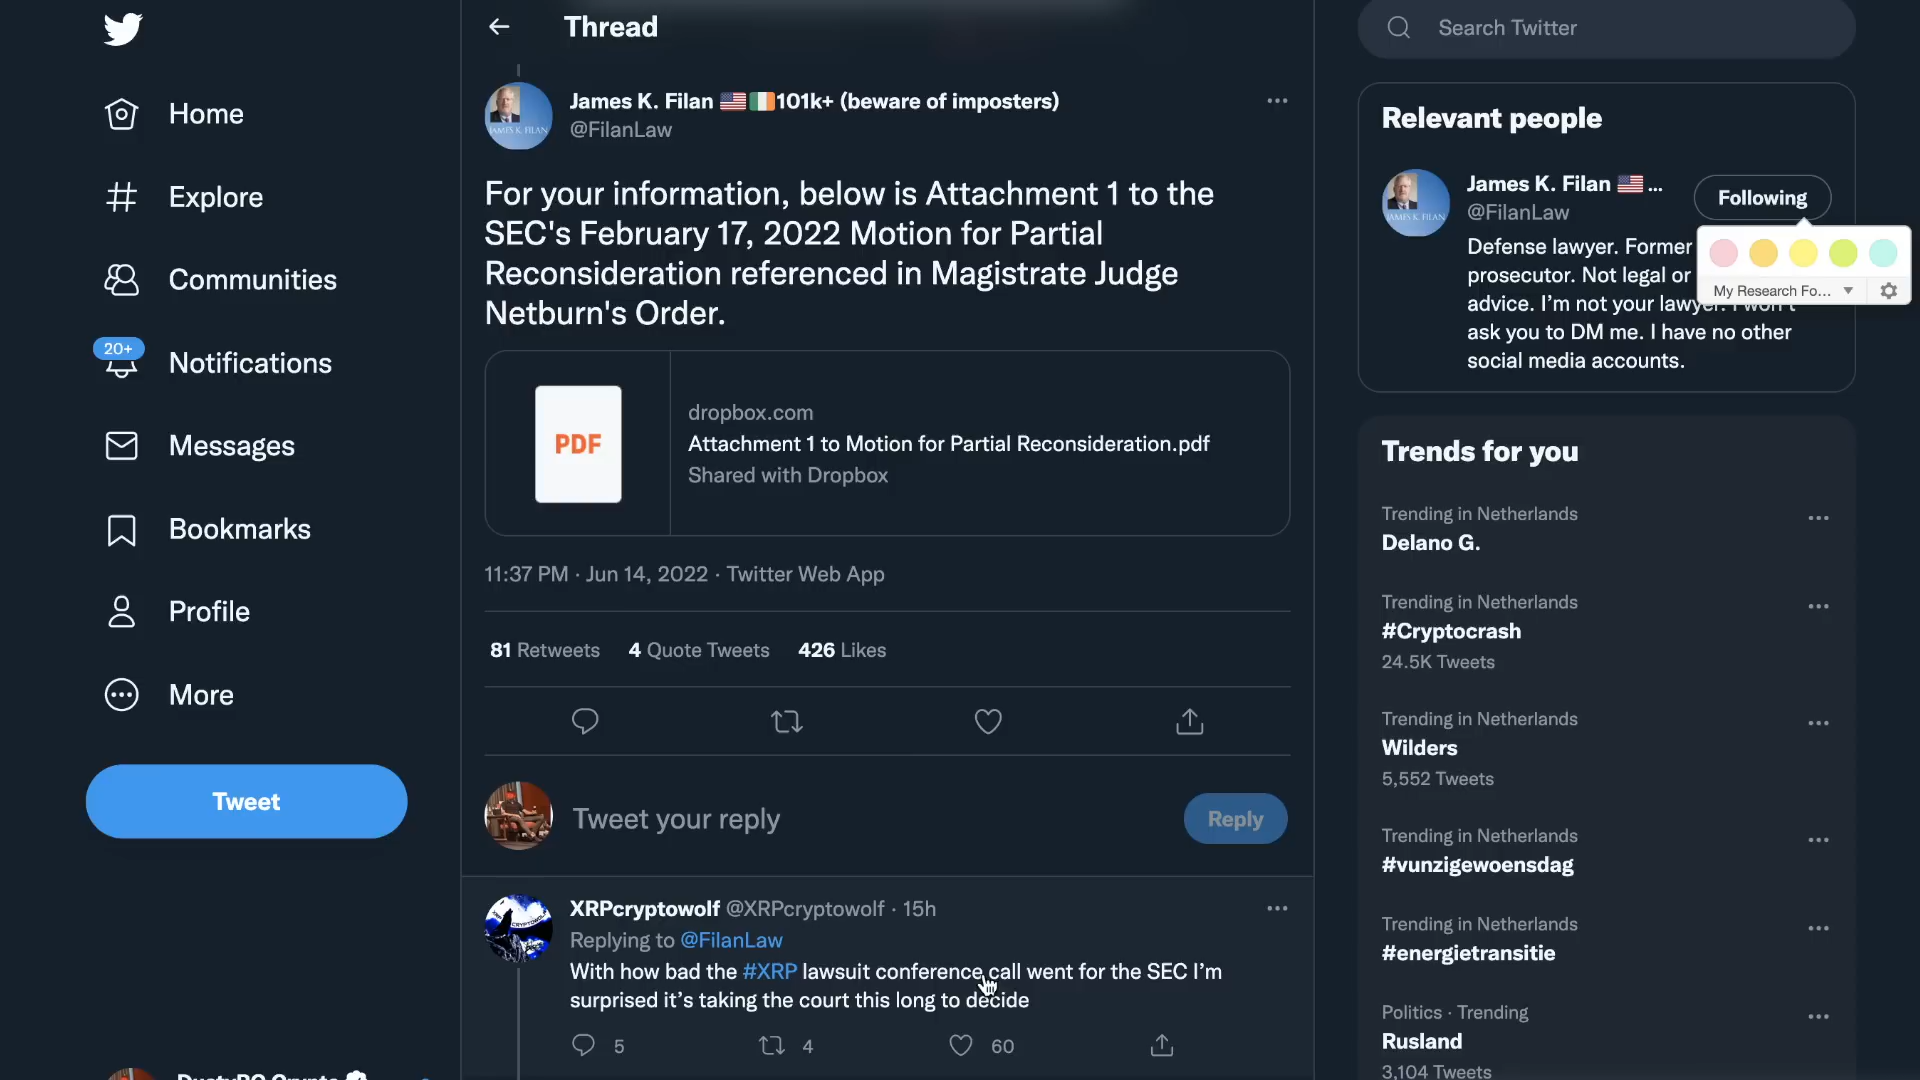 Home
Explore
Communities
20+
Notifications
Messages
Bookmarks
Profile
More
Tweet
Thread
James K. Filan 🇺🇸🇮🇪101k+ (beware of imposters)
@FilanLaw
For your information, below is Attachment 1 to the
SEC's February 17, 2022 Motion for Partial
Reconsideration referenced in Magistrate Judge
Netburn's Order.
PDF
dropbox.com
Attachment 1 to Motion for Partial Reconsideration.pdf
Shared with Dropbox
11:37 PM · Jun 14, 2022 · Twitter Web App
81 Retweets 4 Quote Tweets 426 Likes
Tweet your reply
Reply
XRPcryptowolf @XRPcryptowolf · 15h
Replying to @FilanLaw
With how bad the #XRP lawsuit conference call went for the SEC I'm
surprised it's taking the court this long to decide
5 4 60
Search Twitter
Relevant people
James K. Filan 🇺🇸 ...
@FilanLaw
Following
Defense lawyer. Former
prosecutor. Not legal or
advice. I'm not your lawyer. I won't
ask you to DM me. I have no other
social media accounts.
My Research Fo...
Trends for you
Trending in Netherlands
Delano G.
Trending in Netherlands
#Cryptocrash
24.5K Tweets
Trending in Netherlands
Wilders
5,552 Tweets
Trending in Netherlands
#vunzigewoensdag
Trending in Netherlands
#energietransitie
Politics · Trending
Rusland
3,104 Tweets